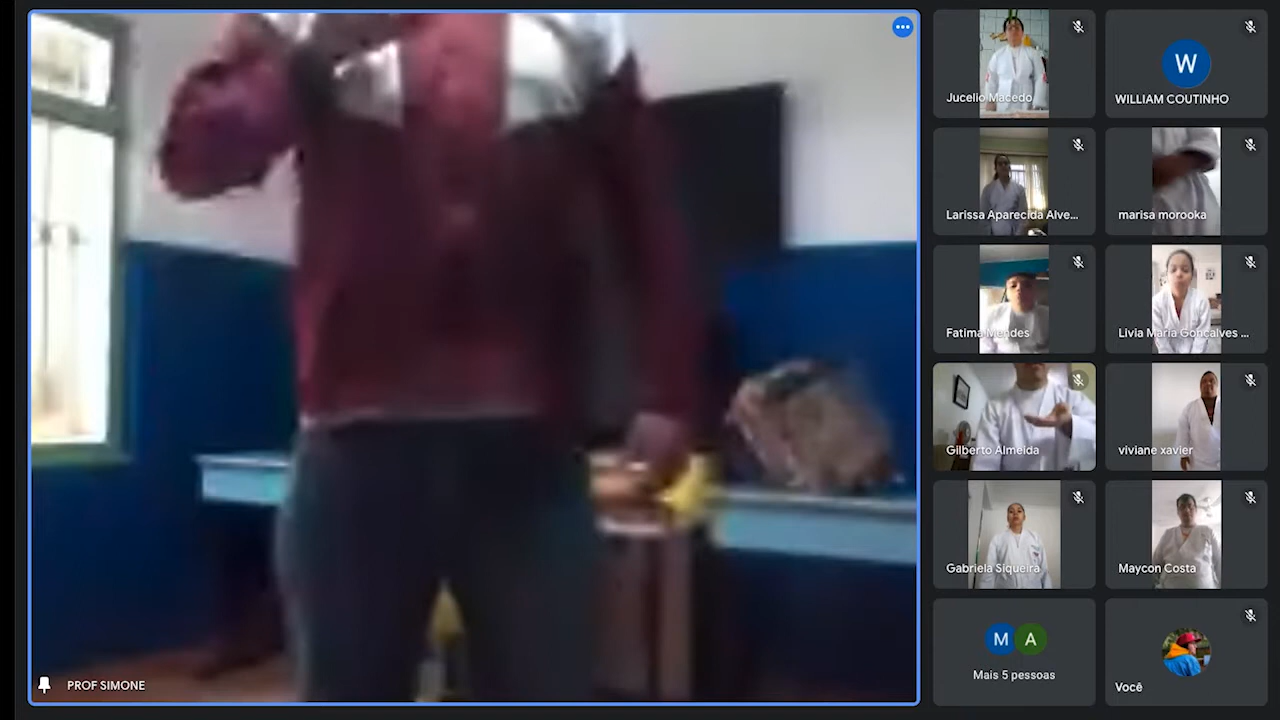 Jucelio Macedo
W
WILLIAM COUTINHO
Larissa Aparecida Alve...
marisa morooka
Fatima Mendes
Livia Maria Gonçalves ...
Gilberto Almeida
viviane xavier
Gabriela Siqueira
Maycon Costa
M A
Mais 5 pessoas
Você
PROF SIMONE